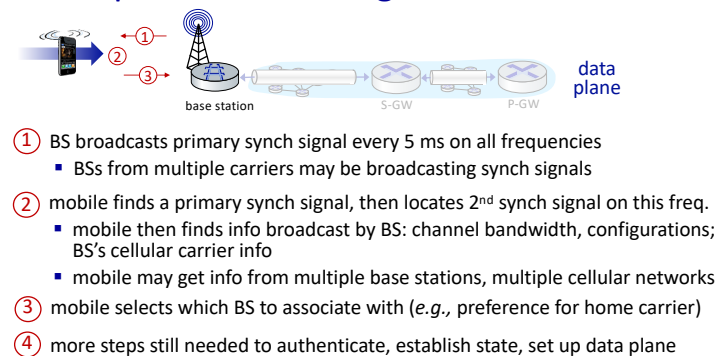 1
2
3
base station
S-GW
P-GW
data
plane
1 BS broadcasts primary synch signal every 5 ms on all frequencies
▪ BSs from multiple carriers may be broadcasting synch signals
2 mobile finds a primary synch signal, then locates 2nd synch signal on this freq.
▪ mobile then finds info broadcast by BS: channel bandwidth, configurations;
BS's cellular carrier info
▪ mobile may get info from multiple base stations, multiple cellular networks
3 mobile selects which BS to associate with (e.g., preference for home carrier)
4 more steps still needed to authenticate, establish state, set up data plane